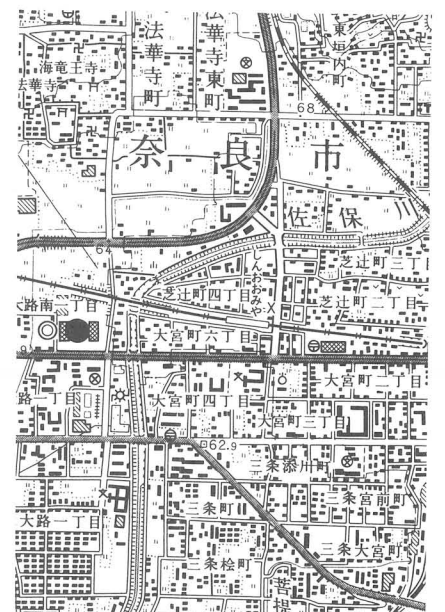 法華寺町
法華寺東町
東垣内町
海竜王寺
法華寺
68
奈良市
佐保川
64
しんおおみや
芝辻町四丁目
芝辻町二丁目
大路南一丁目
大宮町六丁目
大宮町二丁目
路一丁目
大宮町四丁目
大宮町三丁目
62.9
三条添川町
三条宮前町
三条町
大路一丁目
三条大宮町
三条桧町
菩提